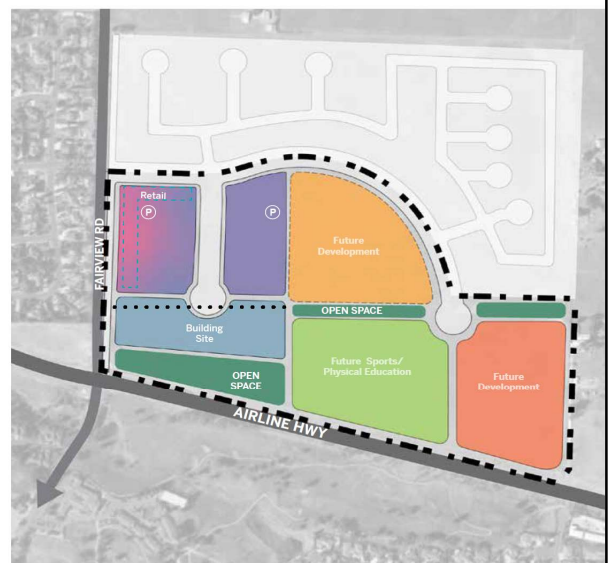 Retail
P
P
FAIRVIEW RD
Future
Development
OPEN SPACE
Building
Site
Future Sports/
Physical Education
OPEN
SPACE
Future
Development
AIRLINE HWY